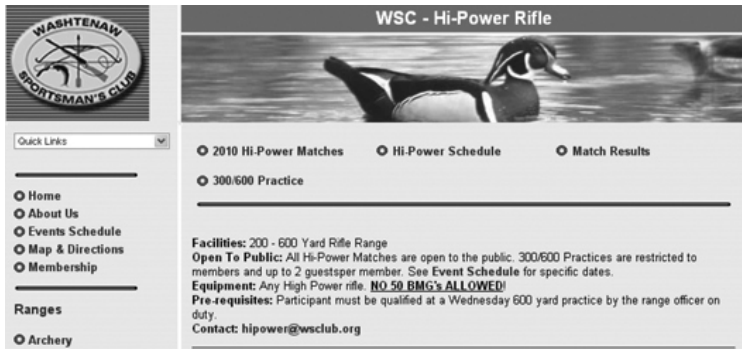 WASHTENAW
SPORTSMAN'S CLUB
WSC - Hi-Power Rifle
Quick Links
2010 Hi-Power Matches
Hi-Power Schedule
Match Results
300/600 Practice
Home
About Us
Events Schedule
Map & Directions
Membership
Ranges
Archery
Facilities: 200 - 600 Yard Rifle Range
Open To Public: All Hi-Power Matches are open to the public. 300/600 Practices are restricted to
members and up to 2 guestsper member. See Event Schedule for specific dates.
Equipment: Any High Power rifle. NO 50 BMG's ALLOWED!
Pre-requisites: Participant must be qualified at a Wednesday 600 yard practice by the range officer on
duty.
Contact: hipower@wsclub.org